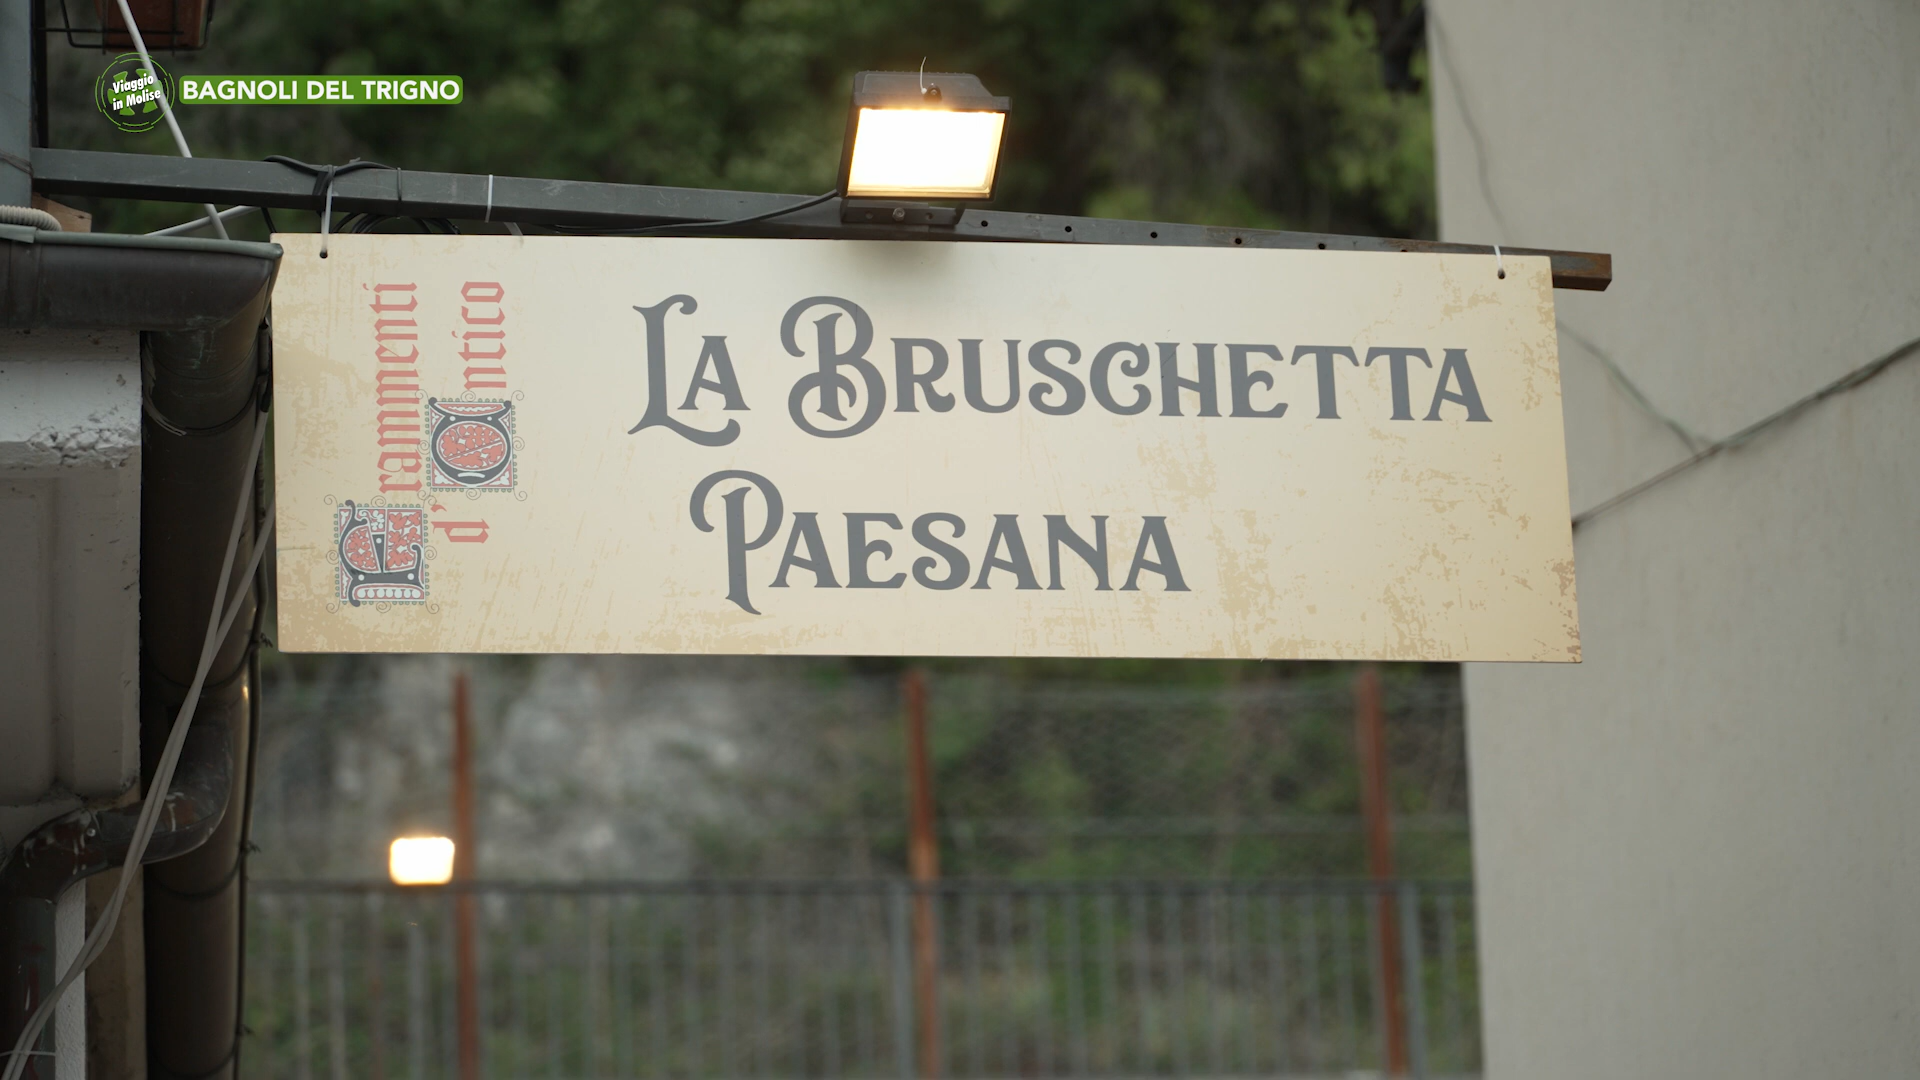 Viaggio
in Molise
BAGNOLI DEL TRIGNO
Frammenti
d'Antico
La Bruschetta
Paesana